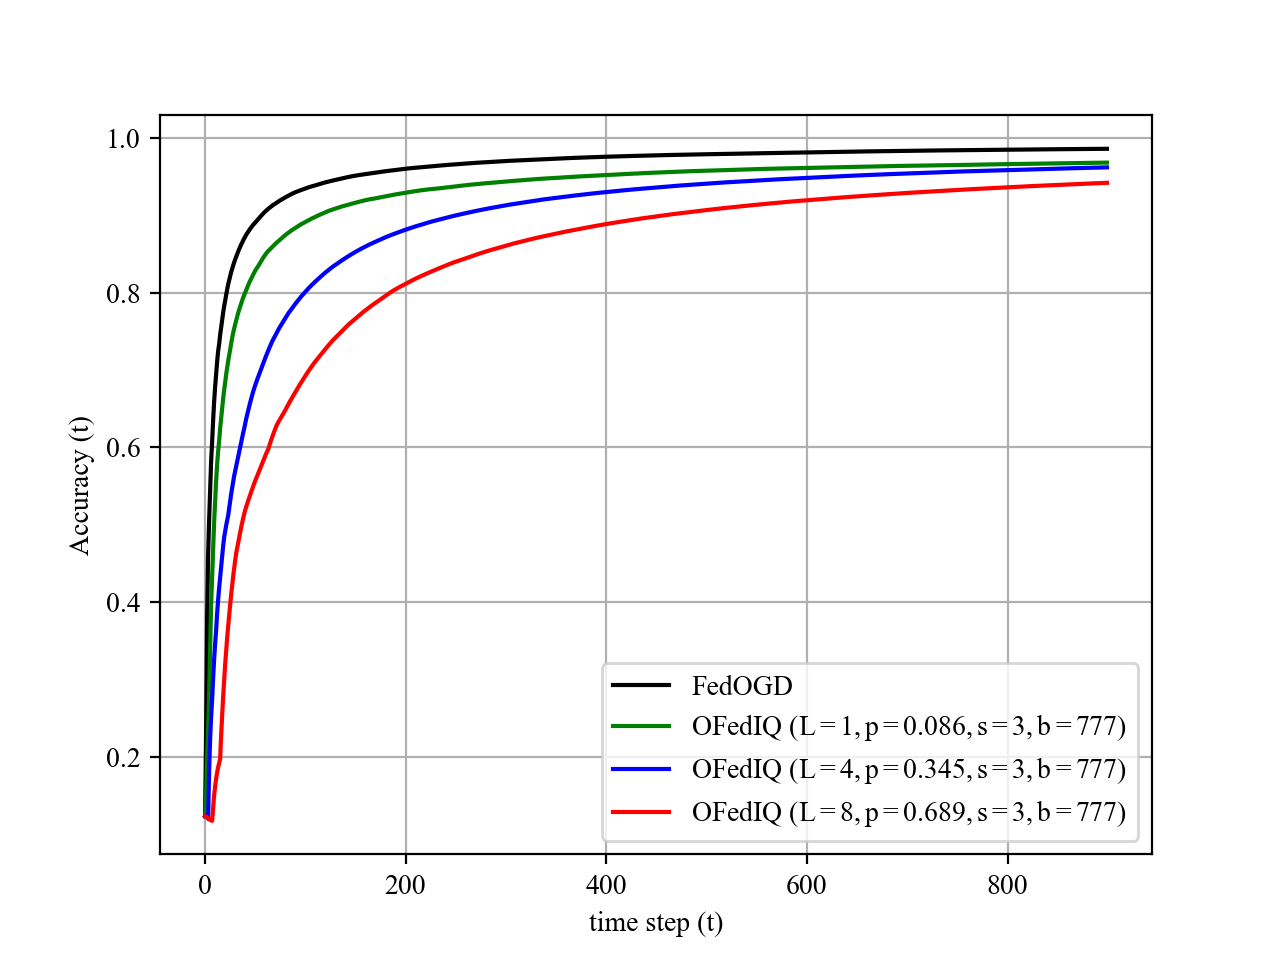 1.0
0.8
0.6
0.4
0.2
Accuracy (t)
0 200 400 600 800
time step (t)
FedOGD
OFedIQ (L = 1, p = 0.086, s = 3, b = 777)
OFedIQ (L = 4, p = 0.345, s = 3, b = 777)
OFedIQ (L = 8, p = 0.689, s = 3, b = 777)